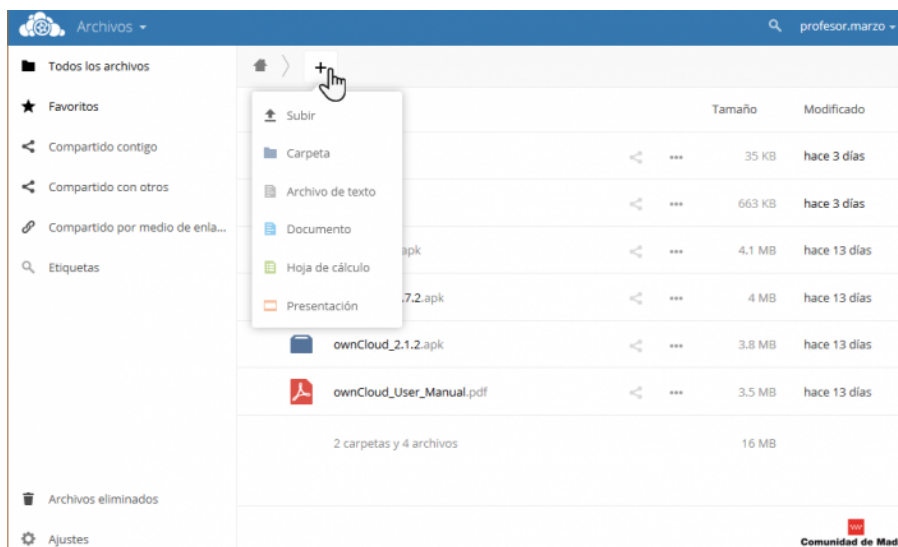 Archivos
profesor.marzo
Todos los archivos
Favoritos
Compartido contigo
Compartido con otros
Compartido por medio de enla...
Etiquetas
Archivos eliminados
Ajustes
+
Subir
Carpeta
Archivo de texto
Documento
Hoja de cálculo
Presentación
Tamaño Modificado
35 KB hace 3 días
663 KB hace 3 días
apk 4.1 MB hace 13 días
.7.2.apk 4 MB hace 13 días
ownCloud_2.1.2.apk 3.8 MB hace 13 días
ownCloud_User_Manual.pdf 3.5 MB hace 13 días
2 carpetas y 4 archivos 16 MB
Comunidad de Mad